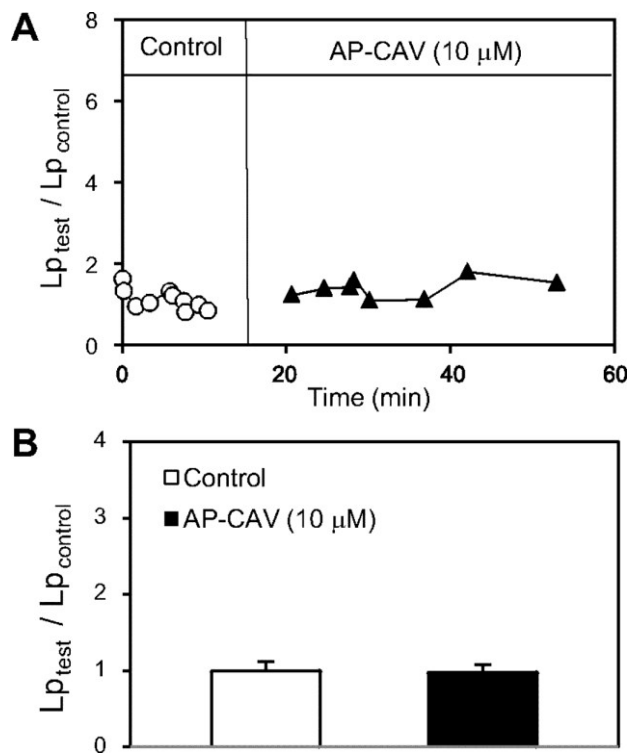 A
8
Control
AP-CAV (10 μM)
6
Lp test / Lp control
4
2
0
0
20
40
60
Time (min)
B
4
Control
AP-CAV (10 μM)
3
Lp test / Lp control
2
1
0